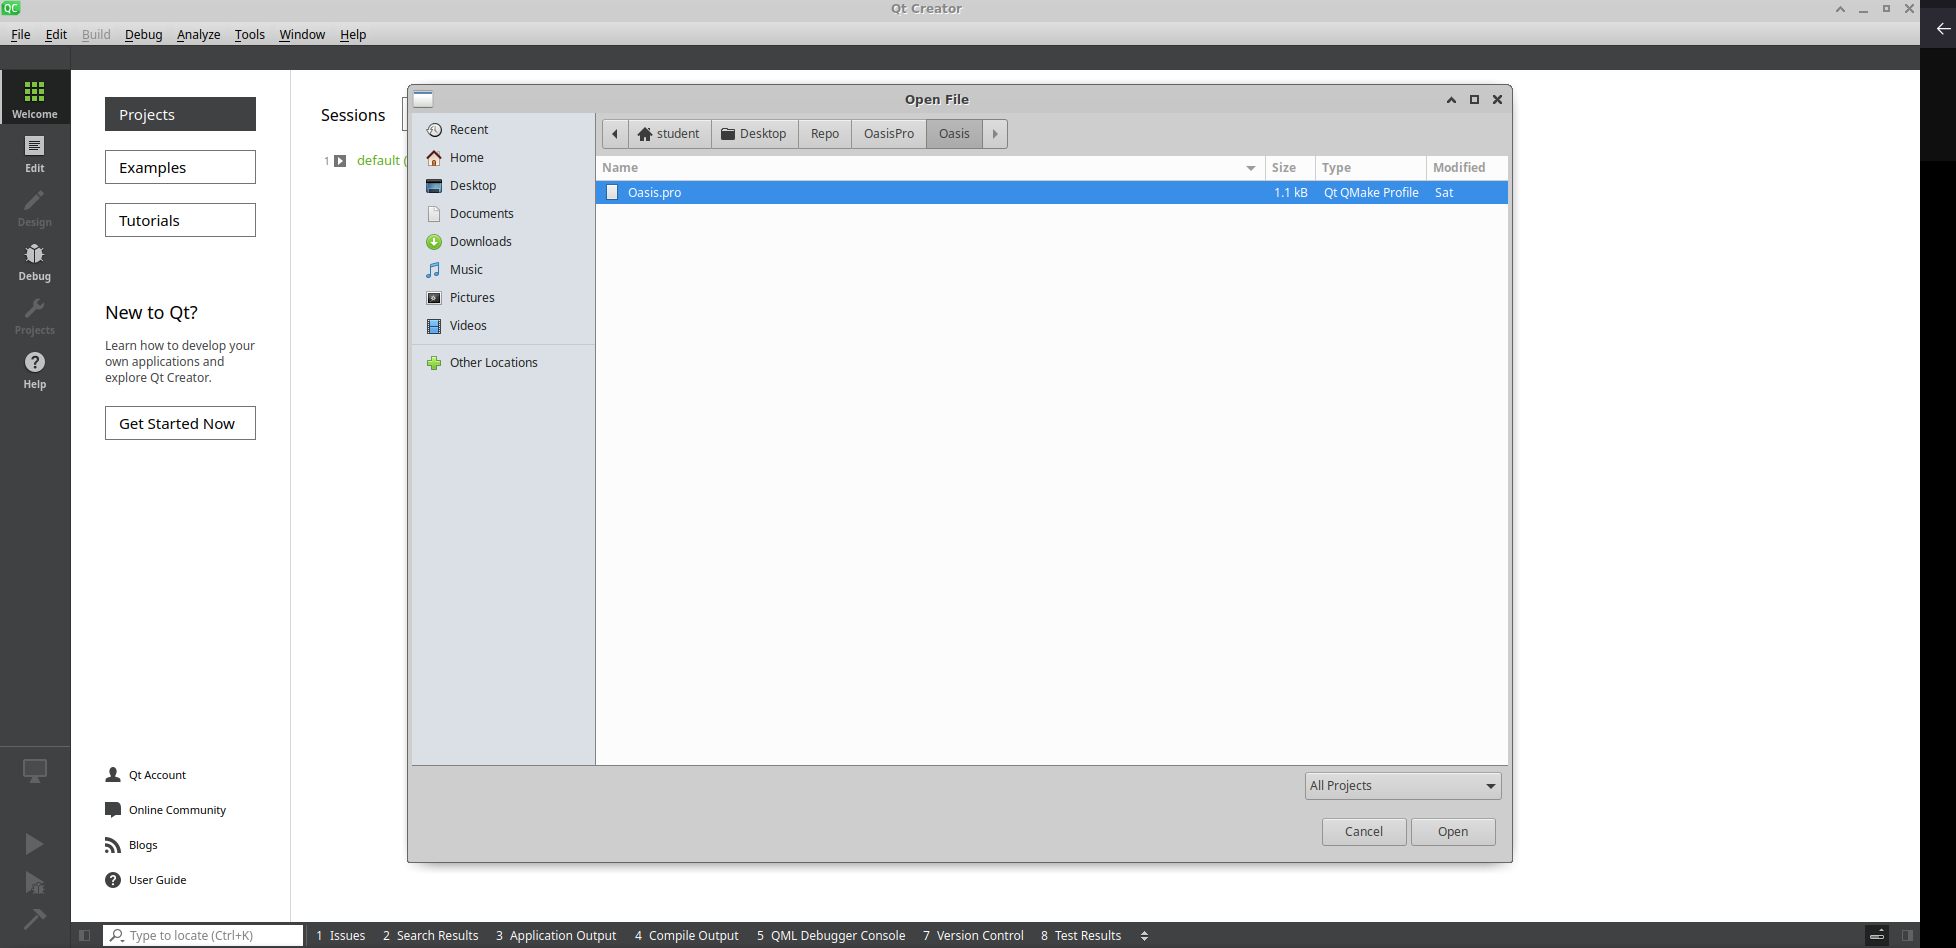 QC Qt Creator
File Edit Build Debug Analyze Tools Window Help
Welcome
Edit
Design
Debug
Projects
Help
Projects
Examples
Tutorials
New to Qt?
Learn how to develop your
own applications and
explore Qt Creator.
Get Started Now
Qt Account
Online Community
Blogs
User Guide
Sessions
1 default (
Open File
Recent
Home
Desktop
Documents
Downloads
Music
Pictures
Videos
Other Locations
student Desktop Repo OasisPro Oasis
Name Size Type Modified
Oasis.pro 1.1 kB Qt QMake Profile Sat
All Projects
Cancel Open
Type to locate (Ctrl+K) 1 Issues 2 Search Results 3 Application Output 4 Compile Output 5 QML Debugger Console 7 Version Control 8 Test Results